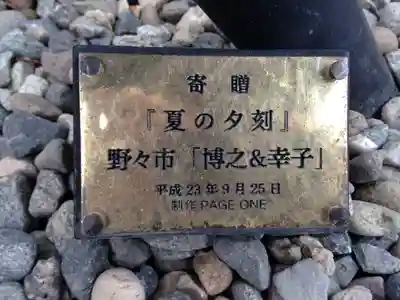 寄贈
『夏の夕刻』
野々市「博之&幸子」
平成23年9月25日
制作 PAGE ONE